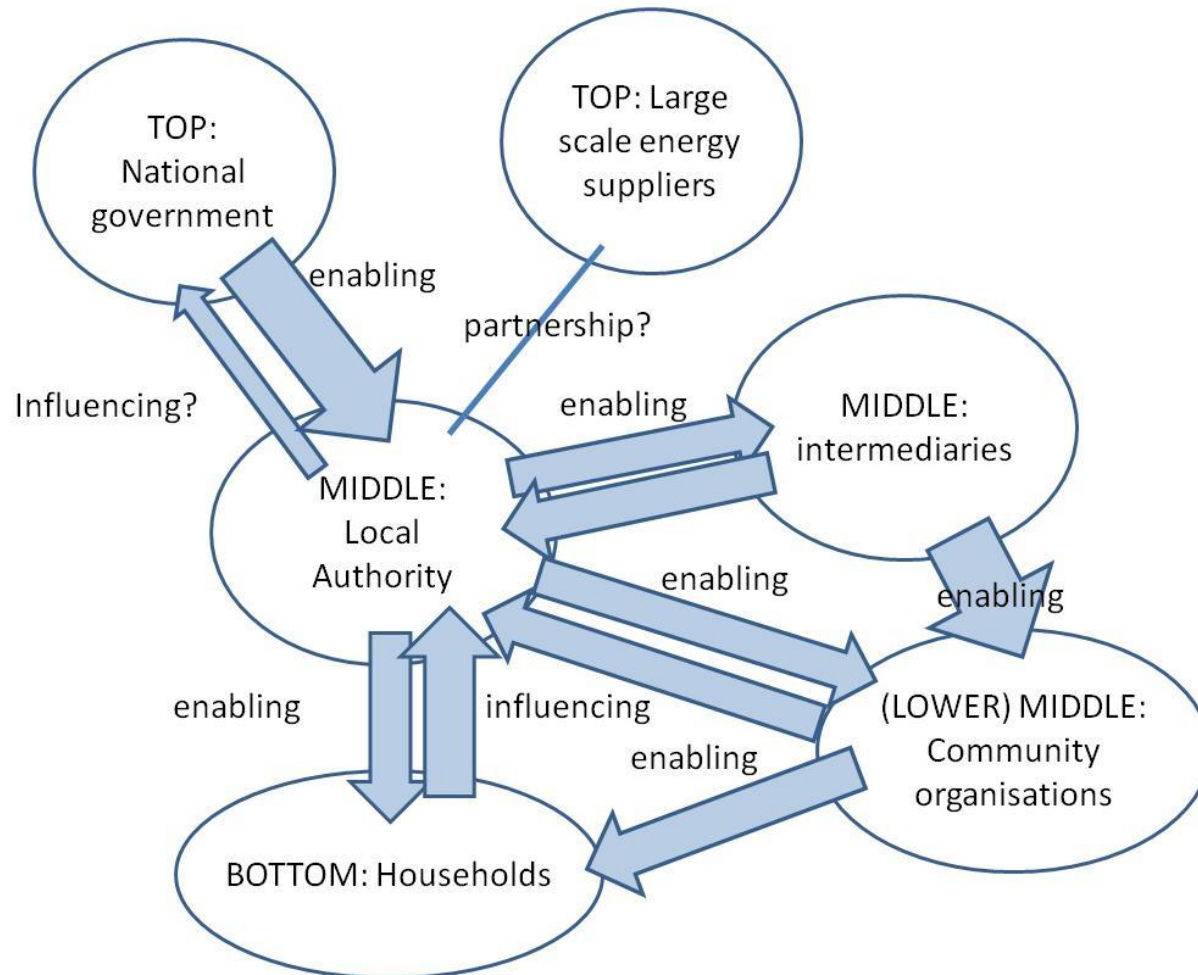 TOP:
National
government
TOP: Large
scale energy
suppliers
enabling
partnership?
Influencing?
enabling
MIDDLE:
intermediaries
MIDDLE:
Local
Authority
enabling
enabling
enabling
influencing
(LOWER) MIDDLE:
Community
organisations
enabling
BOTTOM: Households